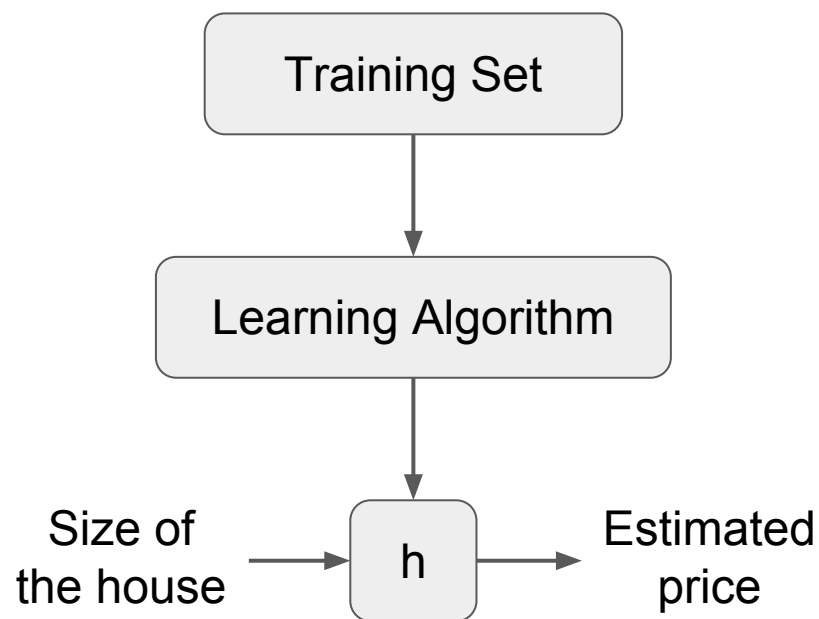 Training Set
Learning Algorithm
Size of
the house
h
Estimated
price